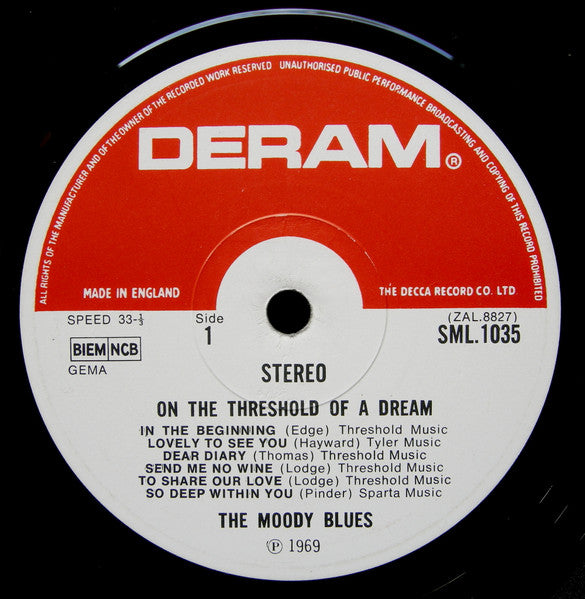 ALL RIGHTS OF THE MANUFACTURER AND OF THE OWNER OF THE RECORDED WORK RESERVED UNAUTHORISED PUBLIC PERFORMANCE BROADCASTING AND COPYING OF THIS RECORD PROHIBITED
DERAM®
MADE IN ENGLAND
THE DECCA RECORD CO. LTD
SPEED 33-⅓
Side
1
(ZAL.8827)
SML.1035
BIEM NCB
GEMA
STEREO
ON THE THRESHOLD OF A DREAM
IN THE BEGINNING (Edge) Threshold Music
LOVELY TO SEE YOU (Hayward) Tyler Music
DEAR DIARY (Thomas) Threshold Music
SEND ME NO WINE (Lodge) Threshold Music
TO SHARE OUR LOVE (Lodge) Threshold Music
SO DEEP WITHIN YOU (Pinder) Sparta Music
THE MOODY BLUES
℗ 1969